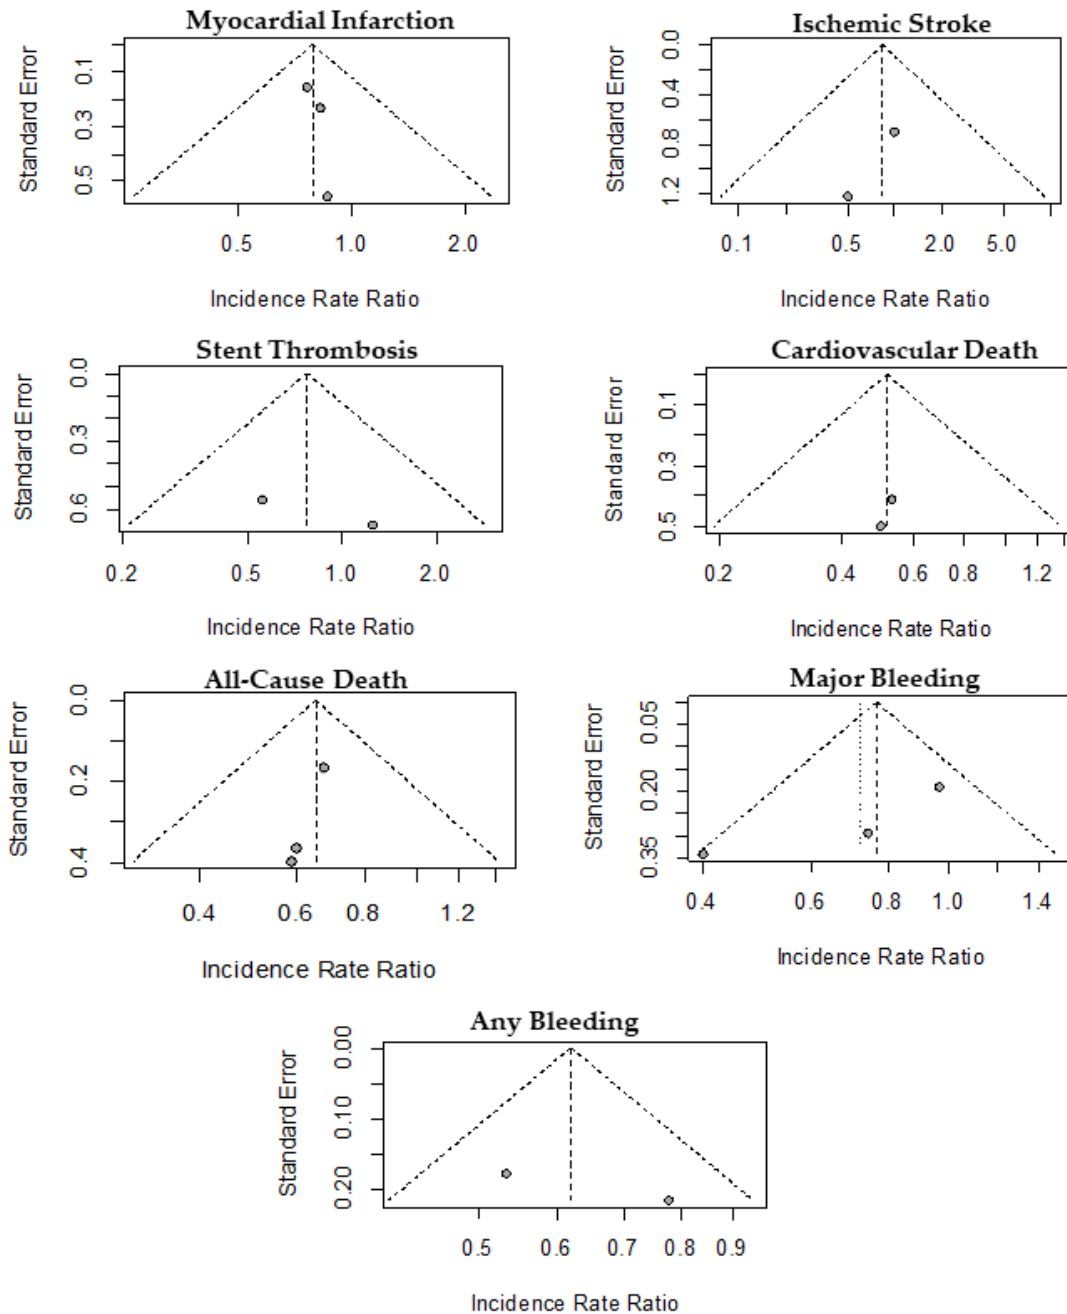 Myocardial Infarction
Standard Error
0.1
0.3
0.5
0.5 1.0 2.0
Incidence Rate Ratio
Ischemic Stroke
Standard Error
0.0
0.4
0.8
1.2
0.1 0.5 2.0 5.0
Incidence Rate Ratio
Stent Thrombosis
Standard Error
0.0
0.3
0.6
0.2 0.5 1.0 2.0
Incidence Rate Ratio
Cardiovascular Death
Standard Error
0.1
0.3
0.5
0.2 0.4 0.6 0.8 1.2
Incidence Rate Ratio
All-Cause Death
Standard Error
0.0
0.2
0.4
0.4 0.6 0.8 1.2
Incidence Rate Ratio
Major Bleeding
Standard Error
0.05
0.20
0.35
0.4 0.6 0.8 1.0 1.4
Incidence Rate Ratio
Any Bleeding
Standard Error
0.00
0.10
0.20
0.5 0.6 0.7 0.8 0.9
Incidence Rate Ratio